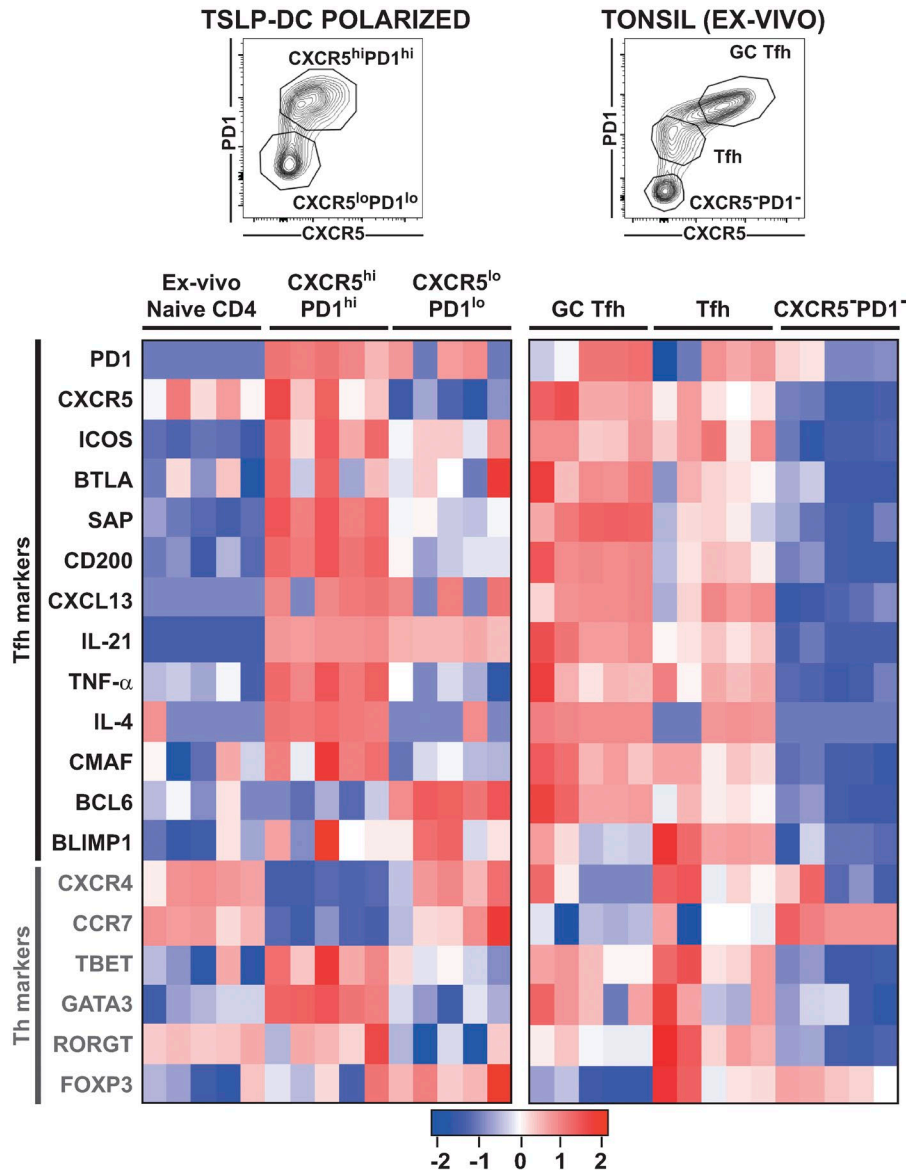 TSLP-DC POLARIZED
CXCR5hiPD1hi
PD1
CXCR5loPD1lo
CXCR5
TONSIL (EX-VIVO)
GC Tfh
PD1
Tfh
CXCR5-PD1-
CXCR5
Ex-vivo
Naive CD4
CXCR5hi
PD1hi
CXCR5lo
PD1lo
GC Tfh
Tfh
CXCR5-PD1-
Tfh markers
PD1
CXCR5
ICOS
BTLA
SAP
CD200
CXCL13
IL-21
TNF-α
IL-4
CMAF
BCL6
BLIMP1
Th markers
CXCR4
CCR7
TBET
GATA3
RORGT
FOXP3
-2 -1 0 1 2